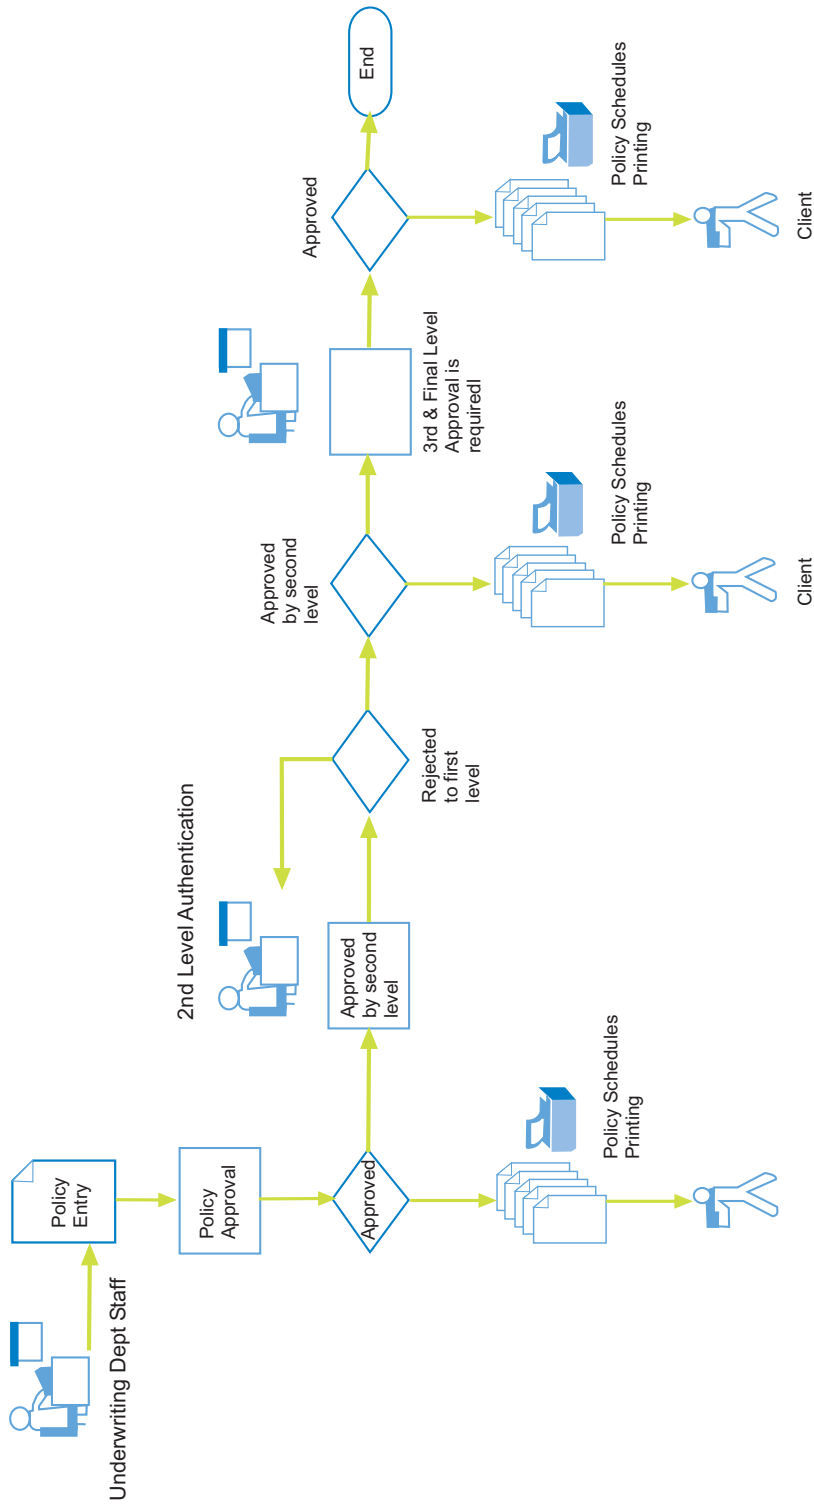 Underwriting Dept Staff
Policy
Entry
Policy
Approval
Approved
Policy Schedules
Printing
2nd Level Authentication
Approved
by second
level
Rejected
to first
level
Approved
by second
level
Policy Schedules
Printing
Client
3rd & Final Level
Approval is
required!
Approved
Policy Schedules
Printing
Client
End